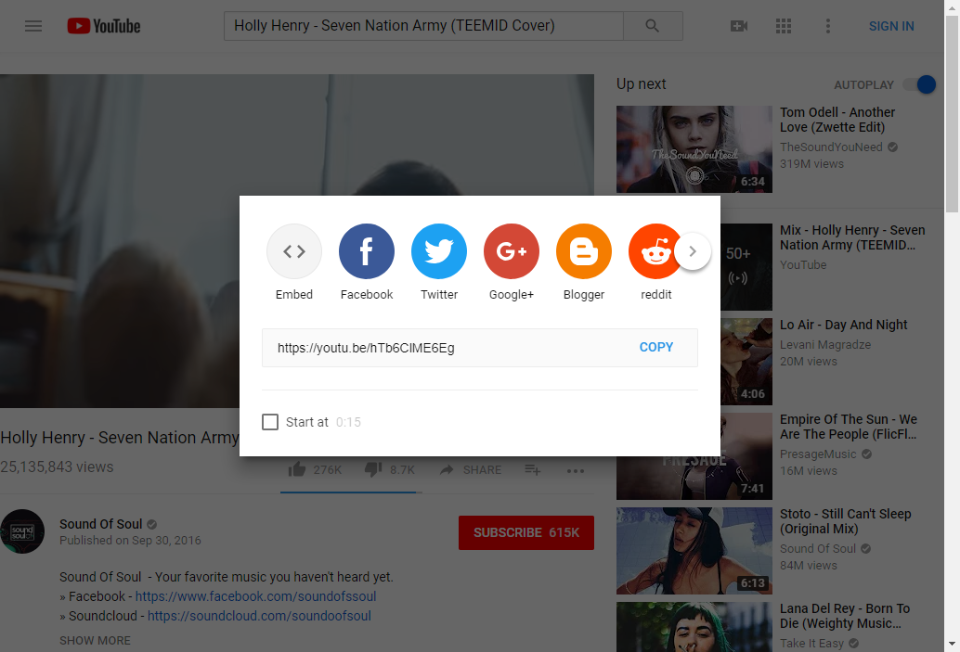 YouTube
Holly Henry - Seven Nation Army (TEEMID Cover)
SIGN IN
Up next
AUTOPLAY
TheSoundYouNeed
6:34
Tom Odell - Another
Love (Zwette Edit)
TheSoundYouNeed
319M views
50+
Mix - Holly Henry - Seven
Nation Army (TEEMID...
YouTube
4:06
Lo Air - Day And Night
Levani Magradze
20M views
PRESAGE
7:41
Empire Of The Sun - We
Are The People (FlicFl...
PresageMusic
16M views
6:13
Stoto - Still Can't Sleep
(Original Mix)
Sound Of Soul
84M views
Lana Del Rey - Born To
Die (Weighty Music...
Take It Easy
Embed
Facebook
Twitter
Google+
Blogger
reddit
https://youtu.be/hTb6ClME6Eg
COPY
Start at 0:15
Holly Henry - Seven Nation Army
25,135,843 views
276K
8.7K
SHARE
sound
soul
Sound Of Soul
Published on Sep 30, 2016
SUBSCRIBE 615K
Sound Of Soul - Your favorite music you haven't heard yet.
» Facebook - https://www.facebook.com/soundofssoul
» Soundcloud - https://soundcloud.com/soundoofsoul
SHOW MORE